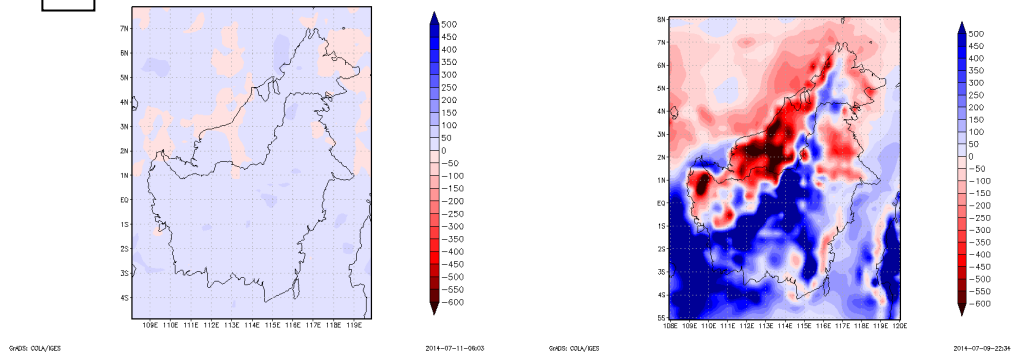 7N
6N
5N
4N
3N
2N
1N
EQ
1S
2S
3S
4S
109E 110E 111E 112E 113E 114E 115E 116E 117E 118E 119E
500
450
400
350
300
250
200
150
100
50
0
−50
−100
−150
−200
−250
−300
−350
−400
−450
−500
−550
−600
GrADS: COLA/IGES
2014-07-11-06:03
8N
7N
6N
5N
4N
3N
2N
1N
EQ
1S
2S
3S
4S
5S
108E 109E 110E 111E 112E 113E 114E 115E 116E 117E 118E 119E 120E
500
450
400
350
300
250
200
150
100
50
0
−50
−100
−150
−200
−250
−300
−350
−400
−450
−500
−550
−600
GrADS: COLA/IGES
2014-07-09-22:34